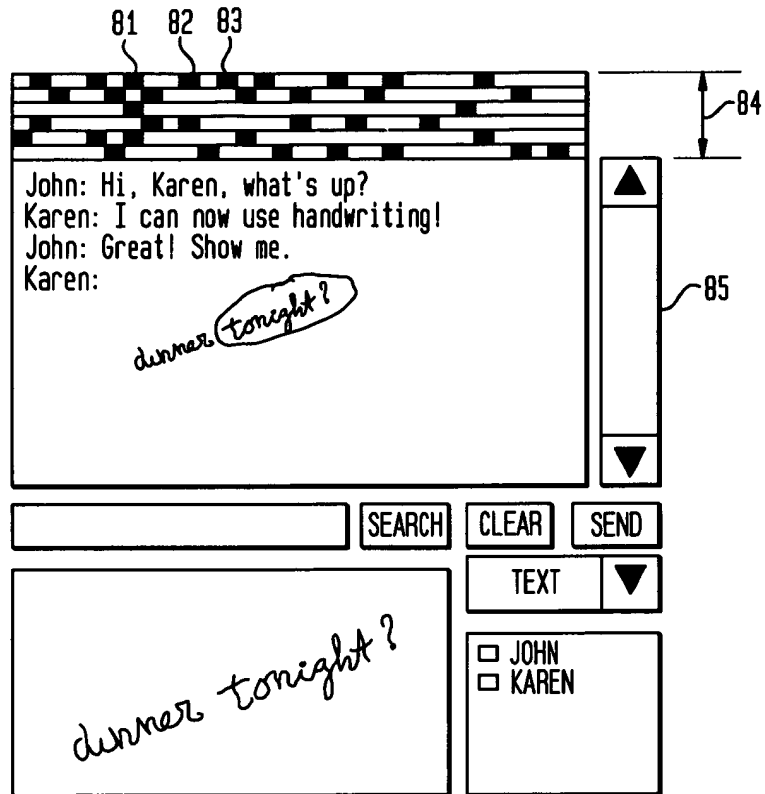 81 82 83
84
John: Hi, Karen, what's up?
Karen: I can now use handwriting!
John: Great! Show me.
Karen:
dinner tonight?
85
SEARCH CLEAR SEND
TEXT
dinner tonight?
JOHN
KAREN